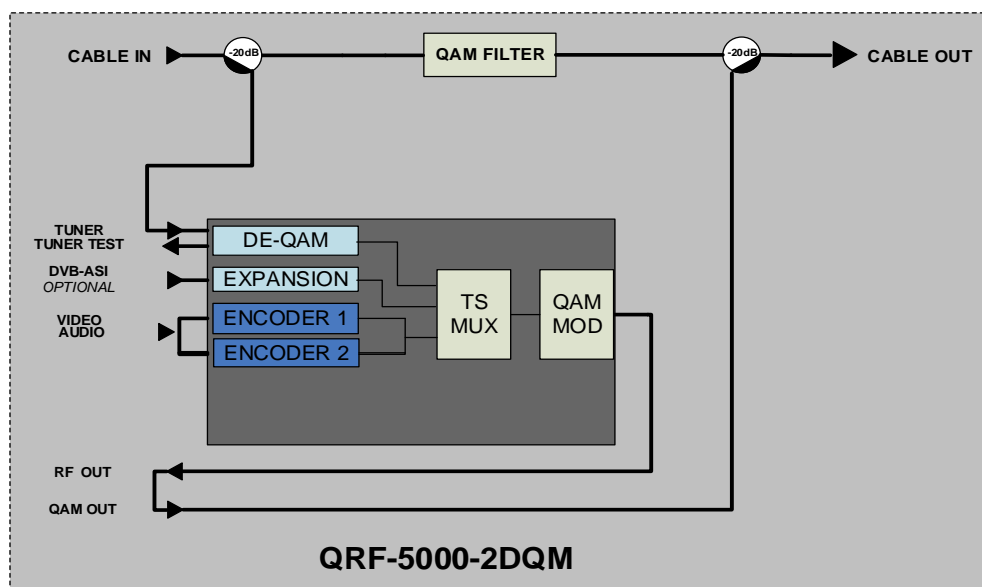 CABLE IN
-20dB
QAM FILTER
-20dB
CABLE OUT
TUNER
TUNER TEST
DVB-ASI
OPTIONAL
VIDEO
AUDIO
DE-QAM
EXPANSION
ENCODER 1
ENCODER 2
TS
MUX
QAM
MOD
RF OUT
QAM OUT
QRF-5000-2DQM